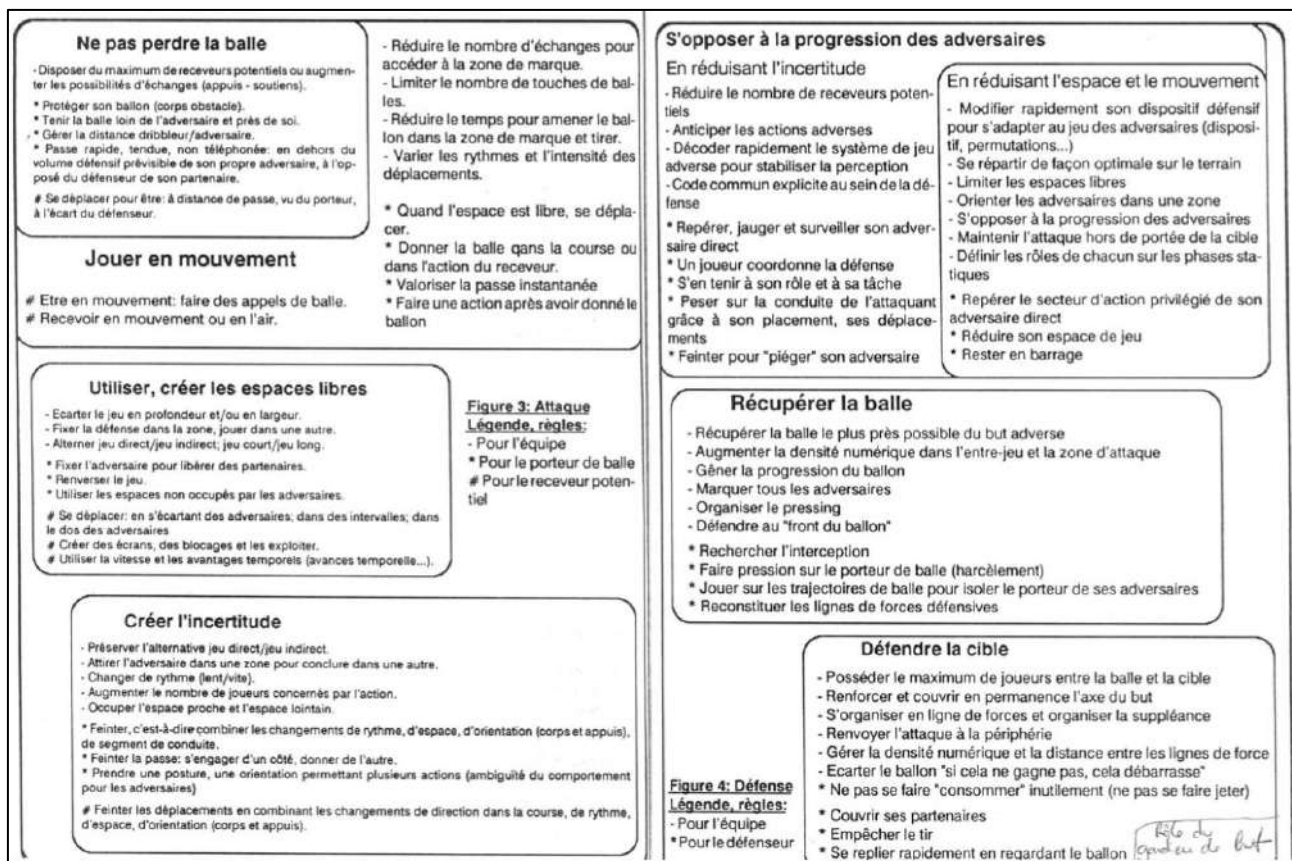 Ne pas perdre la balle
- Disposer du maximum de receveurs potentiels ou augmen-
ter les possibilités d'échanges (appuis - soutiens).
* Protéger son ballon (corps obstacle).
* Tenir la balle loin de l'adversaire et près de soi.
* Gérer la distance dribbleur/adversaire.
* Passe rapide, tendue, non téléphonée: en dehors du
volume défensif prévisible de son propre adversaire, à l'op-
posé du défenseur de son partenaire.
# Se déplacer pour être: à distance de passe, vu du porteur,
à l'écart du défenseur.
Jouer en mouvement
# Etre en mouvement: faire des appels de balle.
# Recevoir en mouvement ou en l'air.
- Réduire le nombre d'échanges pour
accéder à la zone de marque.
- Limiter le nombre de touches de bal-
les.
- Réduire le temps pour amener le bal-
lon dans la zone de marque et tirer.
- Varier les rythmes et l'intensité des
déplacements.
* Quand l'espace est libre, se dépla-
cer.
* Donner la balle qans la course ou
dans l'action du receveur.
* Valoriser la passe instantanée
* Faire une action après avoir donné le
ballon
Utiliser, créer les espaces libres
- Ecarter le jeu en profondeur et/ou en largeur.
- Fixer la défense dans la zone, jouer dans une autre.
- Alterner jeu direct/jeu indirect; jeu court/jeu long.
* Fixer l'adversaire pour libérer des partenaires.
* Renverser le jeu.
* Utiliser les espaces non occupés par les adversaires.
# Se déplacer: en s'écartant des adversaires; dans des intervalles; dans
le dos des adversaires
# Créer des écrans, des blocages et les exploiter.
# Utiliser la vitesse et les avantages temporels (avances temporelle...).
Figure 3: Attaque
Légende, règles:
- Pour l'équipe
* Pour le porteur de balle
# Pour le receveur poten-
tiel
Créer l'incertitude
- Préserver l'alternative jeu direct/jeu indirect.
- Attirer l'adversaire dans une zone pour conclure dans une autre.
- Changer de rythme (lent/vite).
- Augmenter le nombre de joueurs concernés par l'action.
- Occuper l'espace proche et l'espace lointain.
* Feinter, c'est-à-dire combiner les changements de rythme, d'espace, d'orientation (corps et appuis),
de segment de conduite.
* Feinter la passe: s'engager d'un côté, donner de l'autre.
* Prendre une posture, une orientation permettant plusieurs actions (ambiguïté du comportement
pour les adversaires)
# Feinter les déplacements en combinant les changements de direction dans la course, de rythme,
d'espace, d'orientation (corps et appuis).
S'opposer à la progression des adversaires
En réduisant l'incertitude
- Réduire le nombre de receveurs poten-
tiels
- Anticiper les actions adverses
- Décoder rapidement le système de jeu
adverse pour stabiliser la perception
- Code commun explicite au sein de la dé-
fense
* Repérer, jauger et surveiller son adver-
saire direct
* Un joueur coordonne la défense
* S'en tenir à son rôle et à sa tâche
* Peser sur la conduite de l'attaquant
grâce à son placement, ses déplace-
ments
* Feinter pour "piéger" son adversaire
En réduisant l'espace et le mouvement
- Modifier rapidement son dispositif défensif
pour s'adapter au jeu des adversaires (disposi-
tif, permutations...)
- Se répartir de façon optimale sur le terrain
- Limiter les espaces libres
- Orienter les adversaires dans une zone
- S'opposer à la progression des adversaires
- Maintenir l'attaque hors de portée de la cible
- Définir les rôles de chacun sur les phases sta-
tiques
* Repérer le secteur d'action privilégié de son
adversaire direct
* Réduire son espace de jeu
* Rester en barrage
Récupérer la balle
- Récupérer la balle le plus près possible du but adverse
- Augmenter la densité numérique dans l'entre-jeu et la zone d'attaque
- Gêner la progression du ballon
- Marquer tous les adversaires
- Organiser le pressing
- Défendre au "front du ballon"
* Rechercher l'interception
* Faire pression sur le porteur de balle (harcèlement)
* Jouer sur les trajectoires de balle pour isoler le porteur de ses adversaires
* Reconstituer les lignes de forces défensives
Défendre la cible
- Posséder le maximum de joueurs entre la balle et la cible
- Renforcer et couvrir en permanence l'axe du but
- S'organiser en ligne de forces et organiser la suppléance
- Renvoyer l'attaque à la périphérie
- Gérer la densité numérique et la distance entre les lignes de force
- Ecarter le ballon "si cela ne gagne pas, cela débarrasse"
* Ne pas se faire "consommer" inutilement (ne pas se faire jeter)
* Couvrir ses partenaires
* Empêcher le tir
* Se replier rapidement en regardant le ballon
Rôle du
gardien de but
Figure 4: Défense
Légende, règles:
- Pour l'équipe
* Pour le défenseur